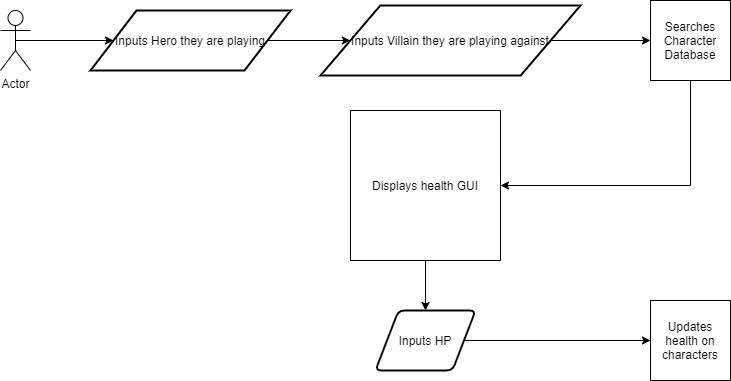 Inputs Hero they are playing
Inputs Villain they are playing against
Searches
Character
Database
Actor
Displays health GUI
Inputs HP
Updates
health on
characters